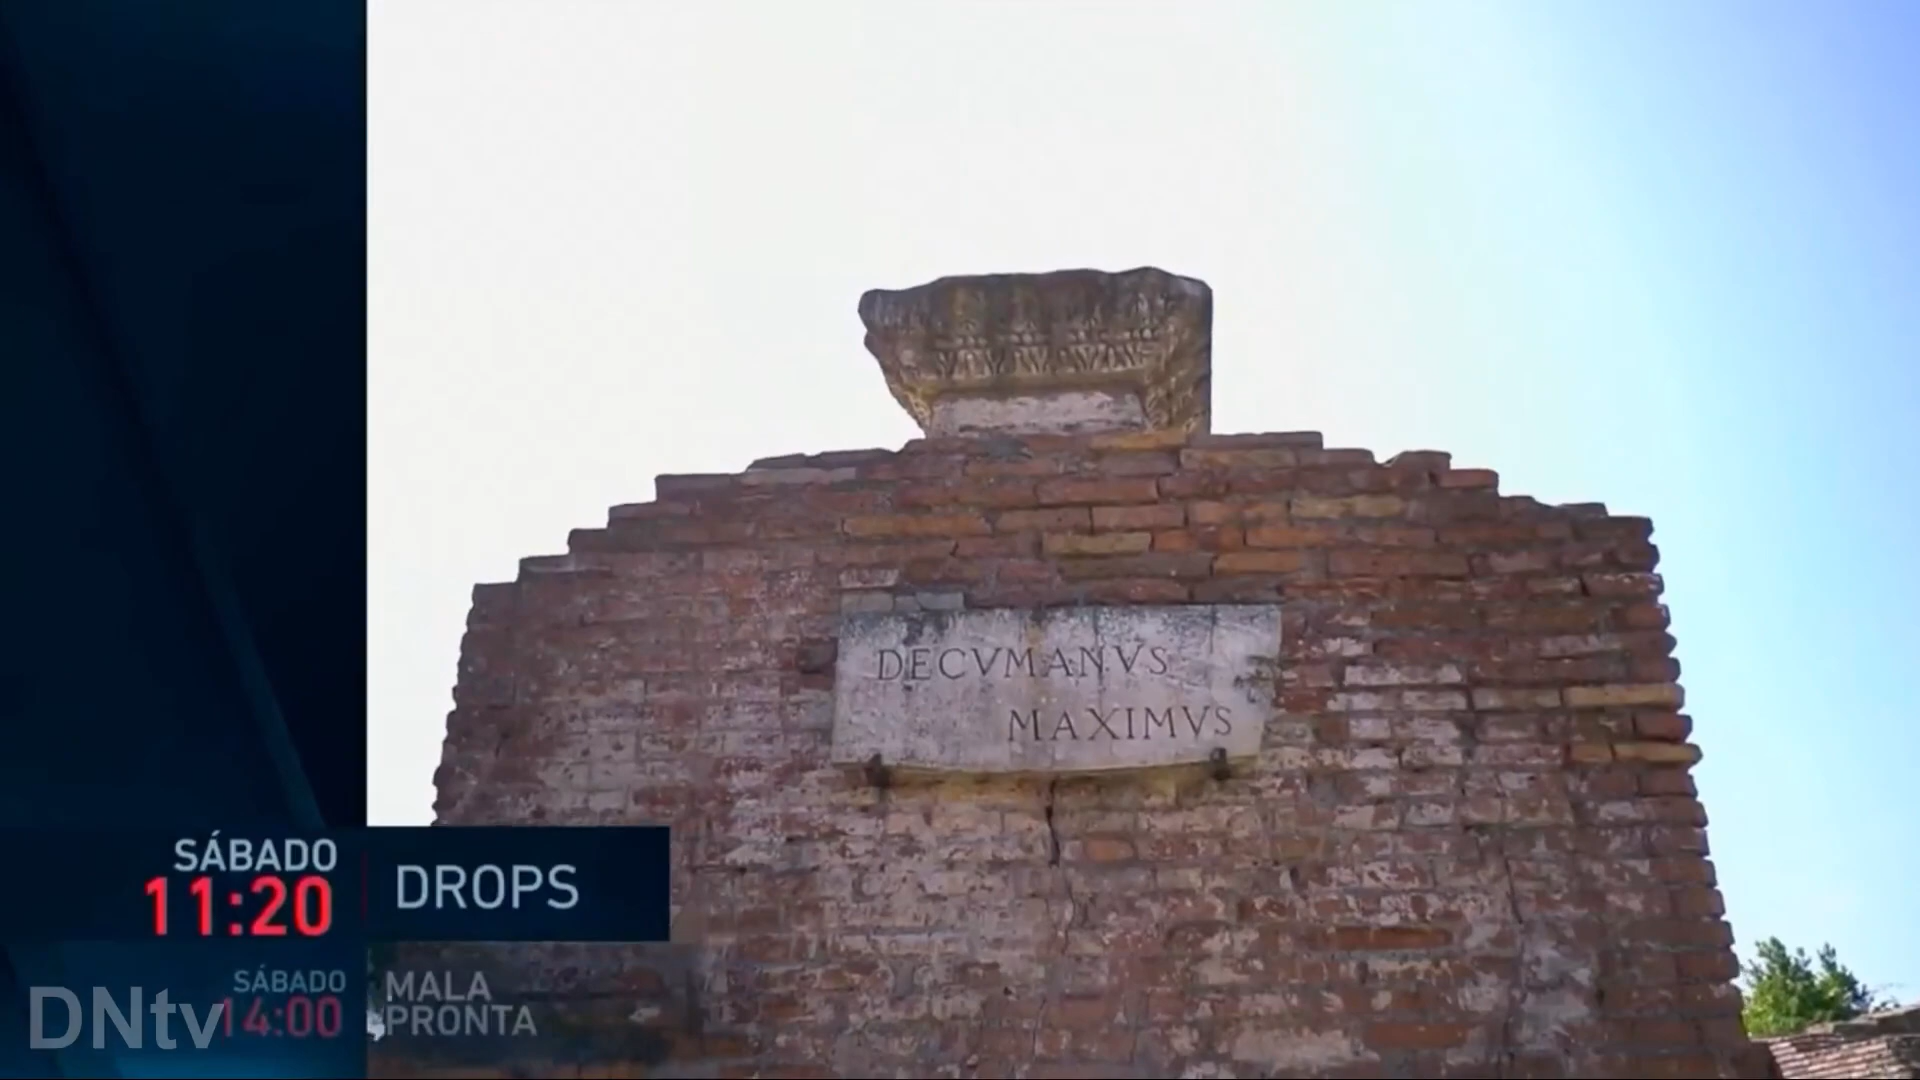 DECVMANVS
MAXIMVS
SÁBADO
11:20
DROPS
SÁBADO
14:00
MALA
PRONTA
DNtv